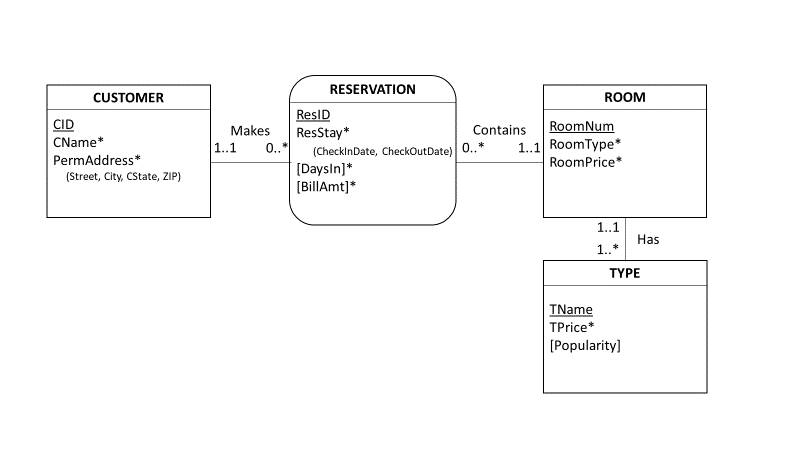 CUSTOMER
CID
CName*
PermAddress*
(Street, City, CState, ZIP)
Makes
1..1
0..*
RESERVATION
ResID
ResStay*
(CheckInDate, CheckOutDate)
[DaysIn]*
[BillAmt]*
Contains
0..*
1..1
ROOM
RoomNum
RoomType*
RoomPrice*
1..1
Has
1..*
TYPE
TName
TPrice*
[Popularity]